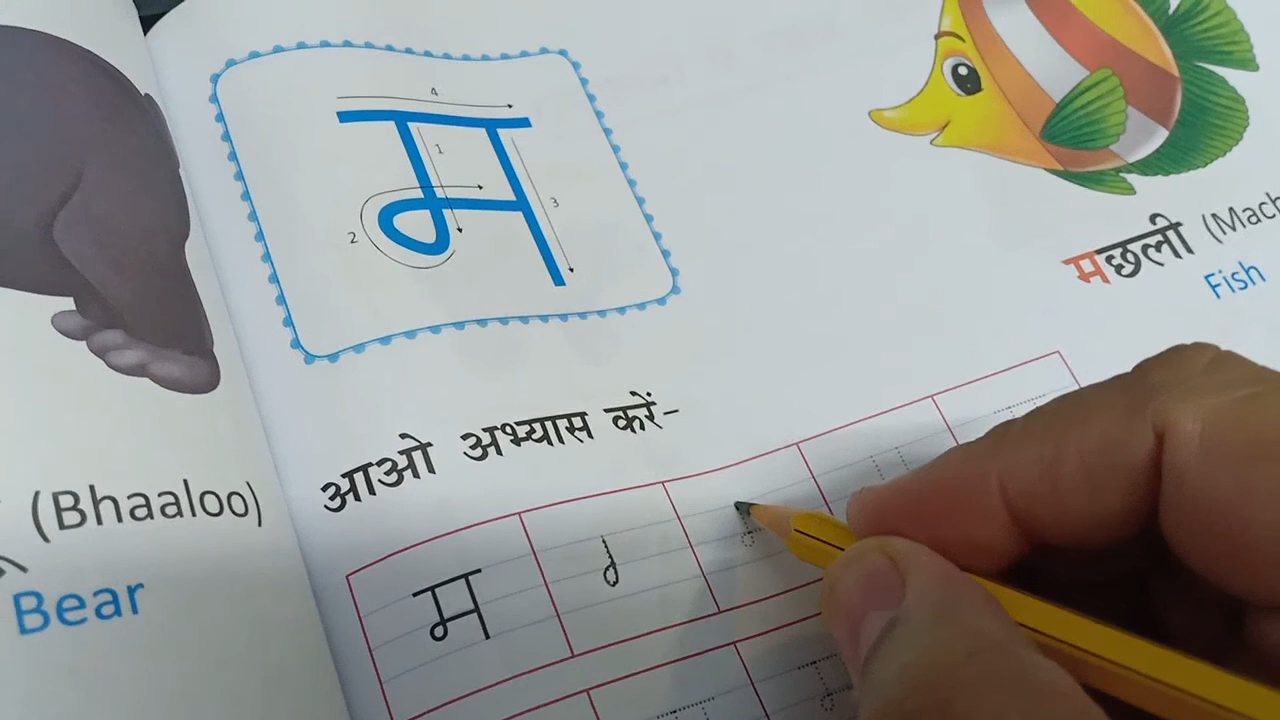 4
म
1
2
3
मछली (Mach
Fish
आओ अभ्यास करें-
(Bhaaloo)
Bear
म